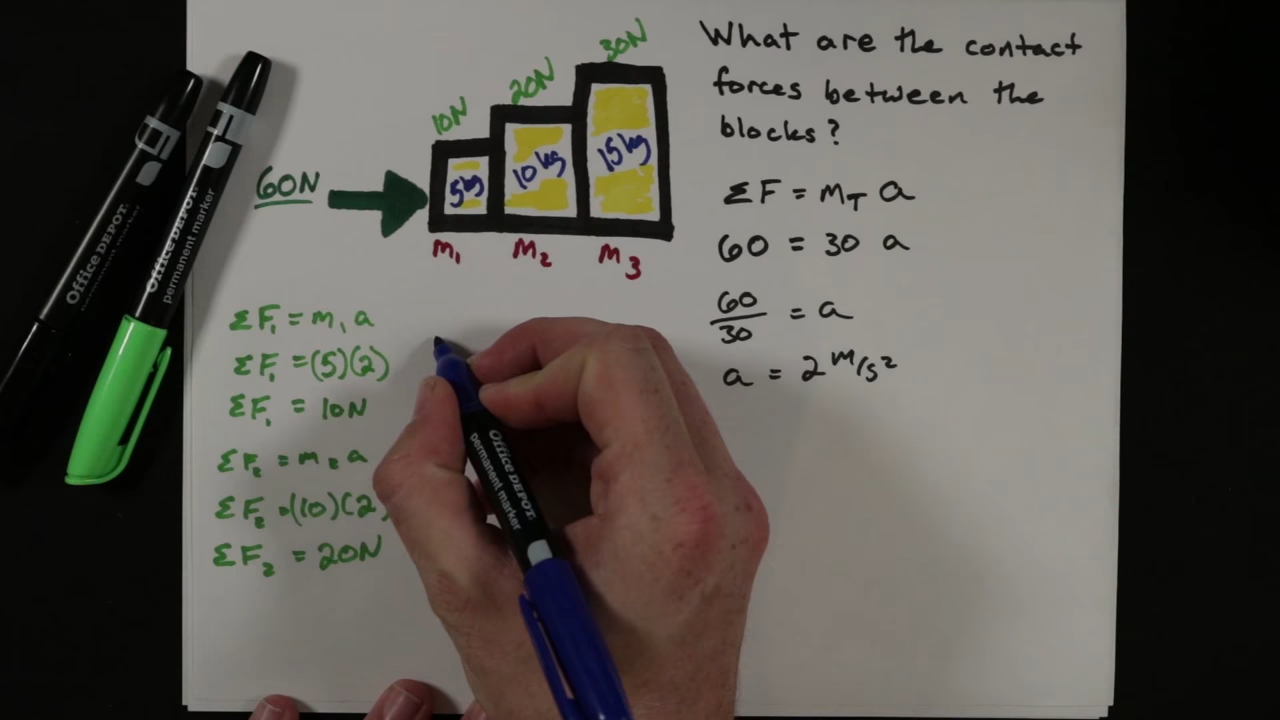 What are the contact
forces between the
blocks?
10N
20N
30N
60N
5kg
10kg
15kg
M₁
M₂
M₃
ΣF = M_T a
60 = 30 a
60/30 = a
a = 2 m/s²
ΣF₁ = m₁ a
ΣF₁ = (5)(2)
ΣF₁ = 10N
ΣF₂ = m₂ a
ΣF₂ = (10)(2)
ΣF₂ = 20N
Office DEPOT
permanent marker
Office DEPOT
permanent marker
Office DEPOT
permanent marker